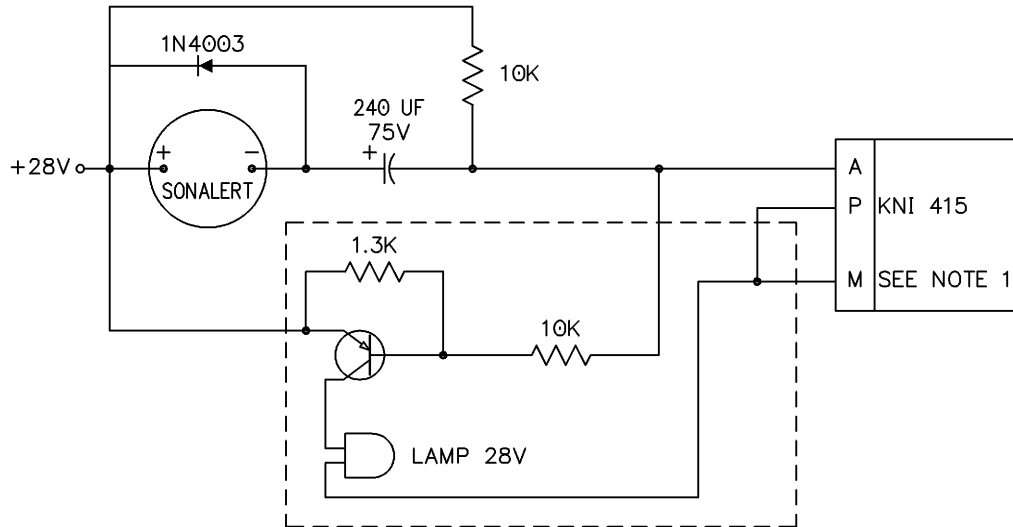 1N4003
10K
240 UF
75V
+
+28V
+ −
SONALERT
A
P KNI 415
M SEE NOTE 1
1.3K
10K
LAMP 28V